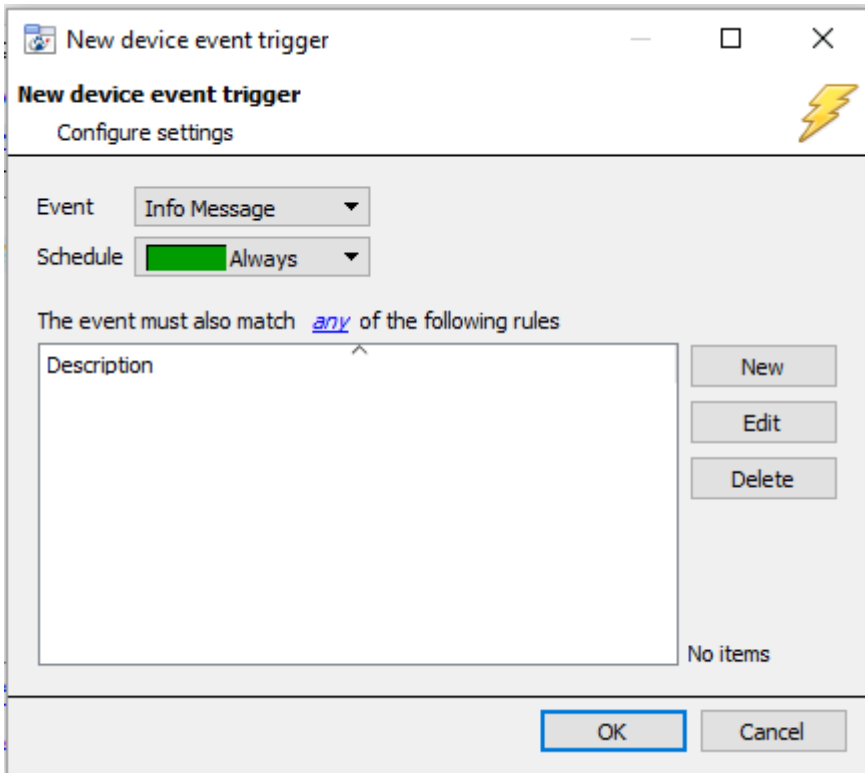 New device event trigger
New device event trigger
Configure settings
Event Info Message
Schedule Always
The event must also match any of the following rules
Description
New
Edit
Delete
No items
OK Cancel